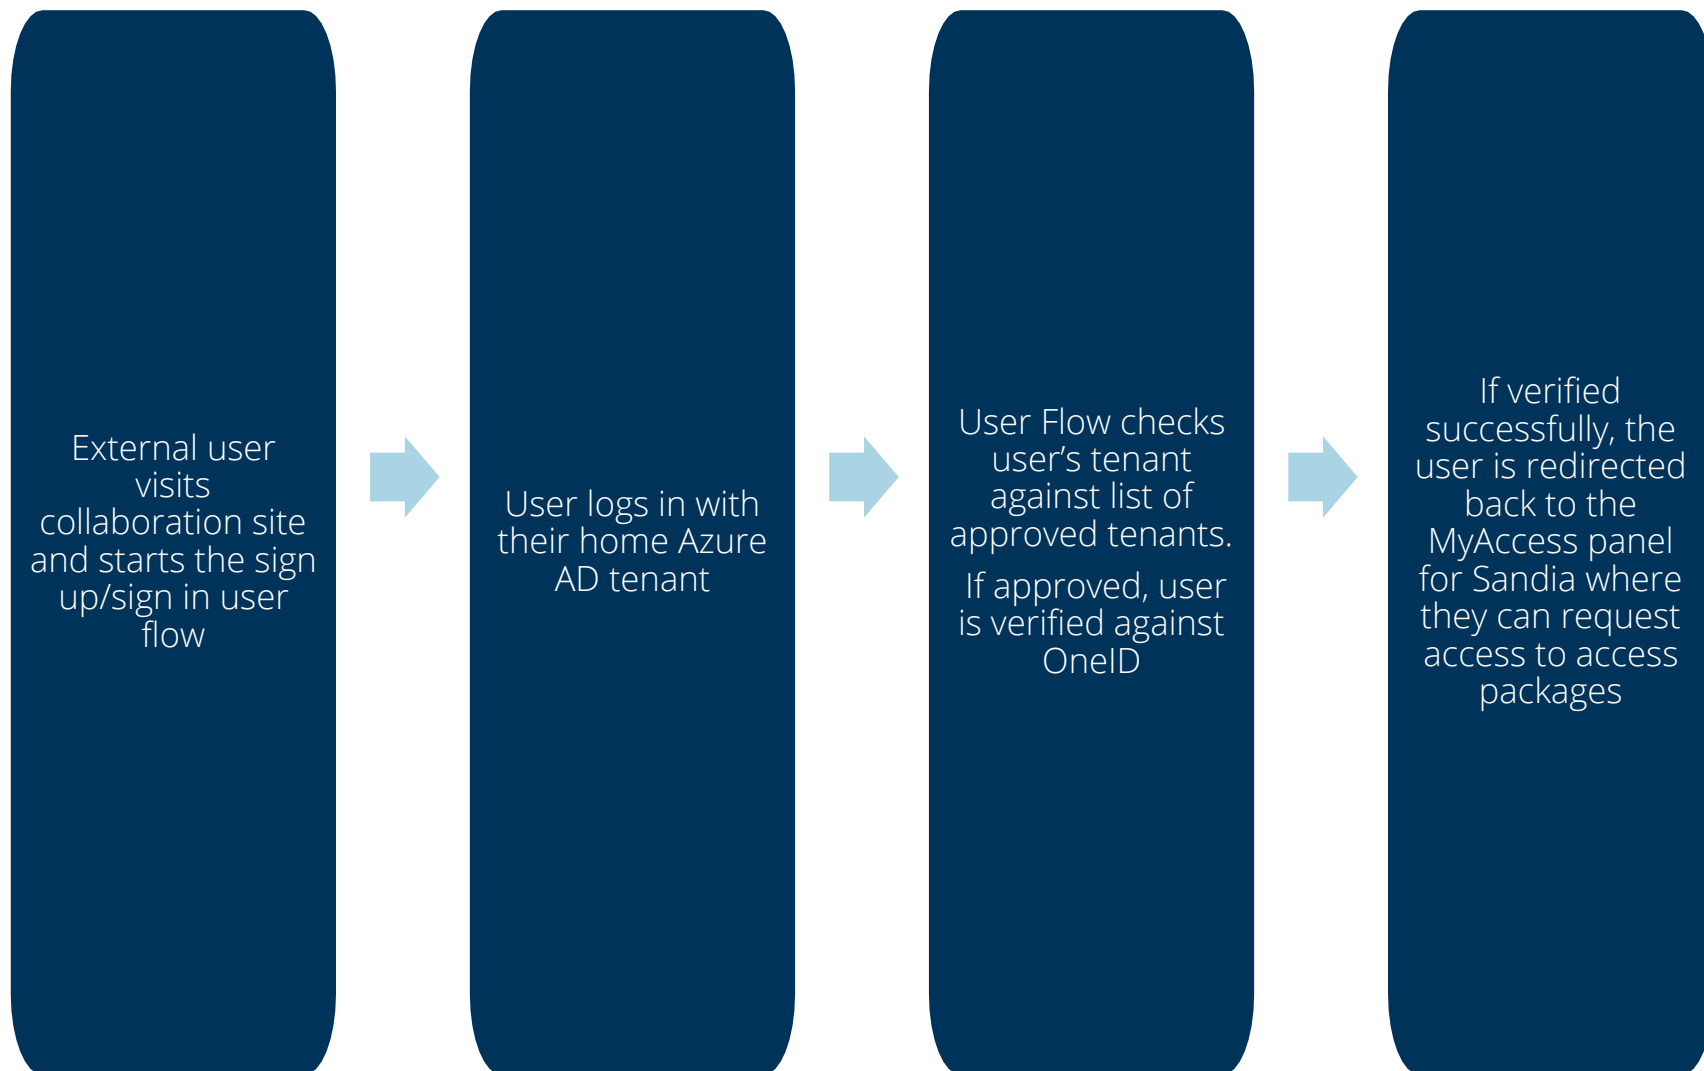 External user
visits
collaboration site
and starts the sign
up/sign in user
flow
User logs in with
their home Azure
AD tenant
User Flow checks
user’s tenant
against list of
approved tenants.
If approved, user
is verified against
OneID
If verified
successfully, the
user is redirected
back to the
MyAccess panel
for Sandia where
they can request
access to access
packages